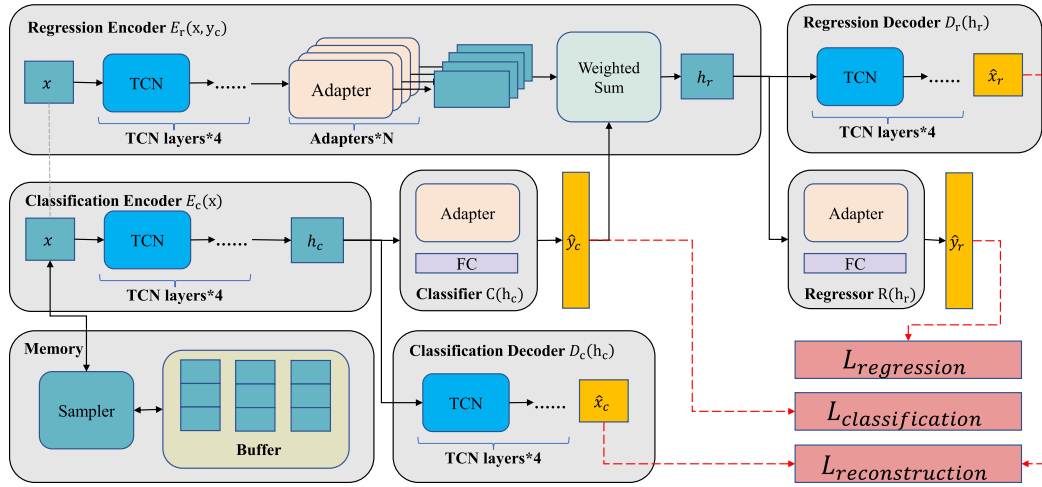 Regression Encoder E_r(x, y_c)
x
TCN
......
Adapter
Weighted
Sum
h_r
TCN layers*4
Adapters*N
Regression Decoder D_r(h_r)
TCN
......
x̂_r
TCN layers*4
Classification Encoder E_c(x)
x
TCN
......
h_c
TCN layers*4
Adapter
FC
Classifier C(h_c)
ŷ_c
Adapter
FC
Regressor R(h_r)
ŷ_r
Memory
Sampler
Buffer
Classification Decoder D_c(h_c)
TCN
......
x̂_c
TCN layers*4
L_regression
L_classification
L_reconstruction